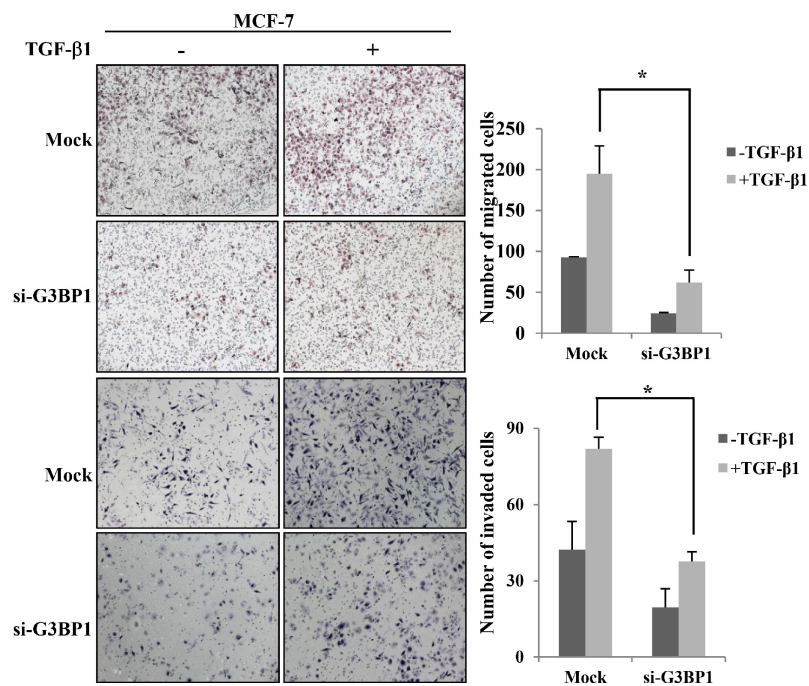 MCF-7
TGF-β1 - +
Mock
si-G3BP1
Mock
si-G3BP1
*
Number of migrated cells
250
200
150
100
50
0
Mock si-G3BP1
-TGF-β1
+TGF-β1
*
Number of invaded cells
90
60
30
0
Mock si-G3BP1
-TGF-β1
+TGF-β1